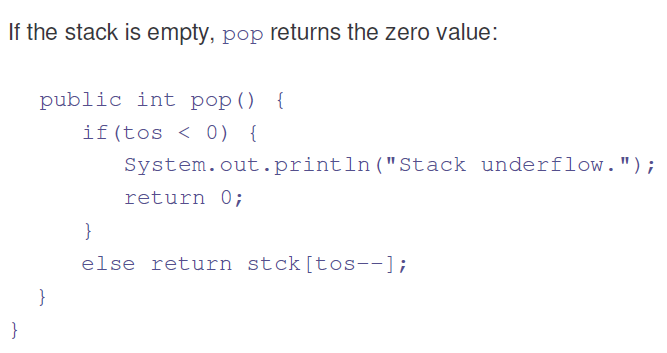 If the stack is empty, pop returns the zero value:
public int pop() {
if(tos < 0) {
System.out.println("Stack underflow.");
return 0;
}
else return stck[tos--];
}
}